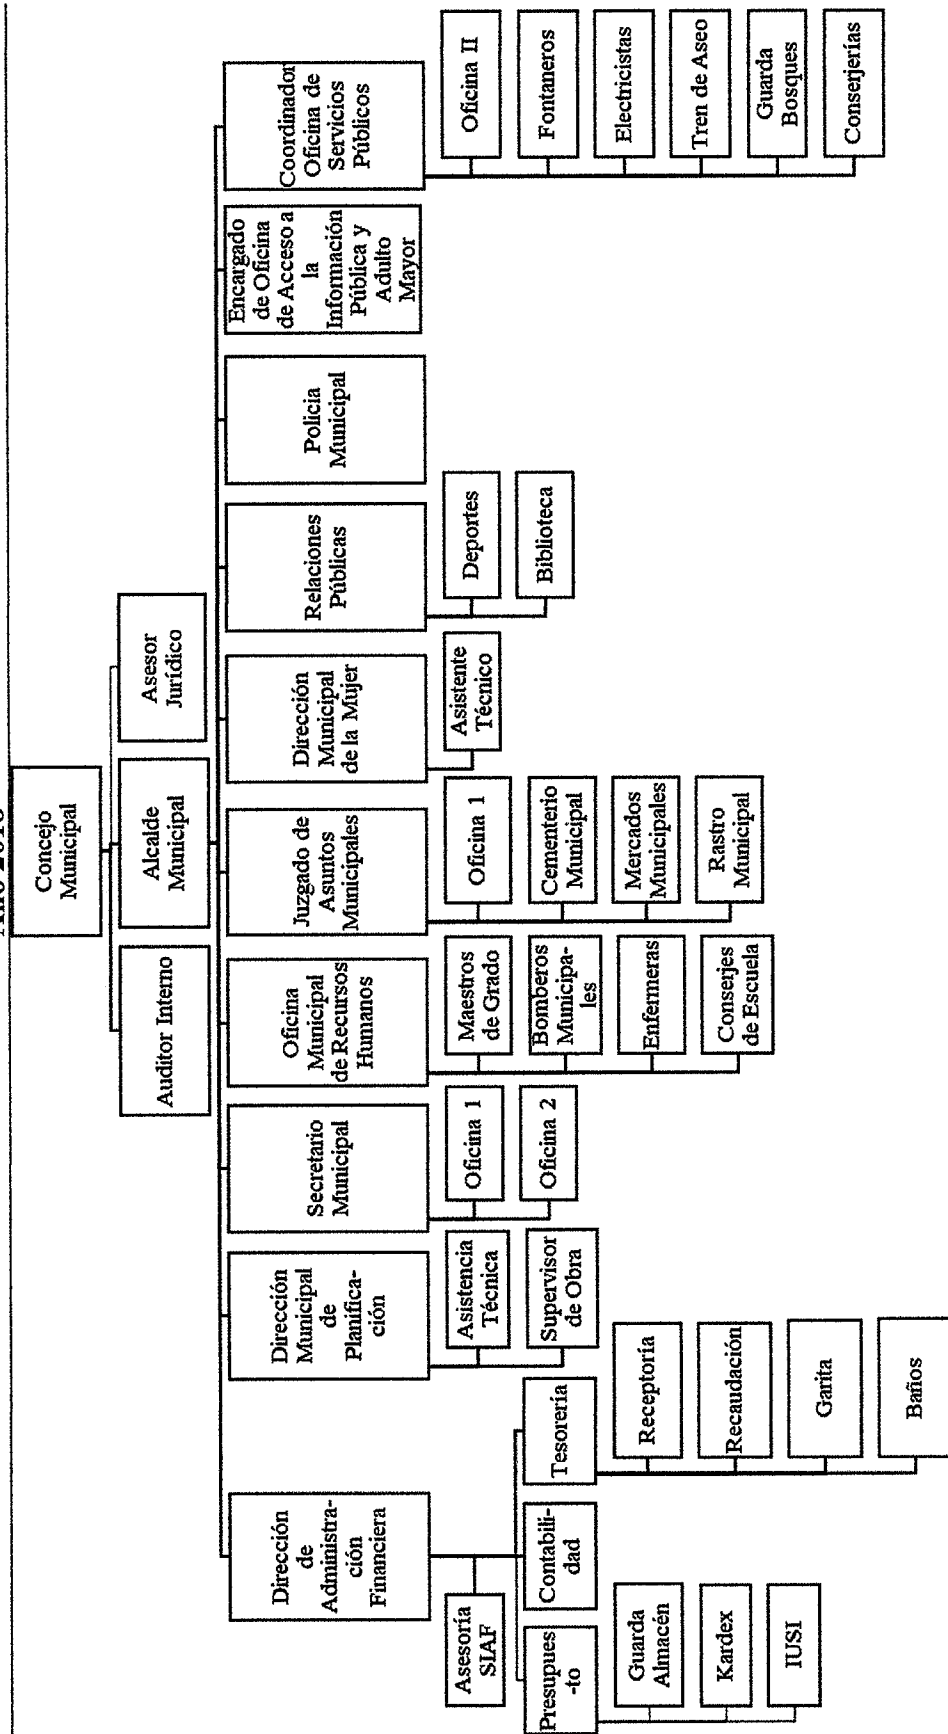 Concejo
Municipal
Auditor Interno
Alcalde
Municipal
Asesor
Jurídico
Dirección
de
Administra-
ción
Financiera
Dirección
Municipal
de
Planifica-
ción
Secretario
Municipal
Oficina
Municipal
de Recursos
Humanos
Juzgado de
Asuntos
Municipales
Dirección
Municipal
de la Mujer
Relaciones
Públicas
Policia
Municipal
Encargado
de Oficina
de Acceso a
la
Información
Pública y
Adulto
Mayor
Coordinador
Oficina de
Servicios
Públicos
Asesoría
SIAF
Presupues
-to
Contabili-
dad
Tesorería
Guarda
Almacén
Kardex
IUSI
Receptoría
Recaudación
Garita
Baños
Asistencia
Técnica
Supervisor
de Obra
Oficina 1
Oficina 2
Maestros
de Grado
Bomberos
Municipa-
les
Enfermeras
Conserjes
de Escuela
Oficina 1
Cementerio
Municipal
Mercados
Municipales
Rastro
Municipal
Asistente
Técnico
Deportes
Biblioteca
Oficina II
Fontaneros
Electricistas
Tren de Aseo
Guarda
Bosques
Conserjerías